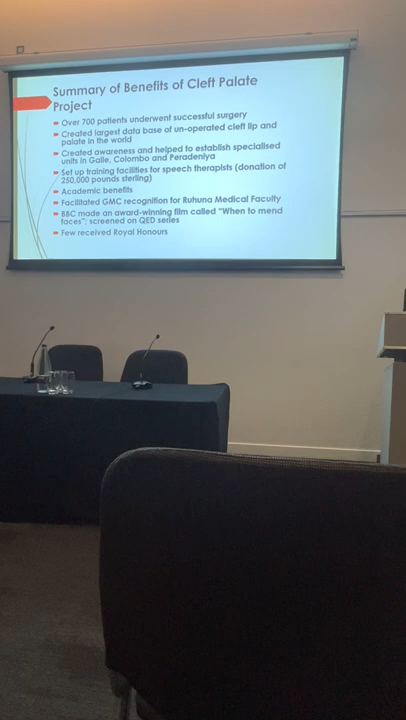 Summary of Benefits of Cleft Palate
Project
Over 700 patients underwent successful surgery
Created largest data base of un-operated cleft lip and
palate in the world
Created awareness and helped to establish specialised
units in Galle, Colombo and Peradeniya
Set up training facilities for speech therapists (donation of
250,000 pounds sterling)
Academic benefits
Facilitated GMC recognition for Ruhuna Medical Faculty
BBC made an award-winning film called "When to mend
faces"; screened on QED series
Few received Royal Honours